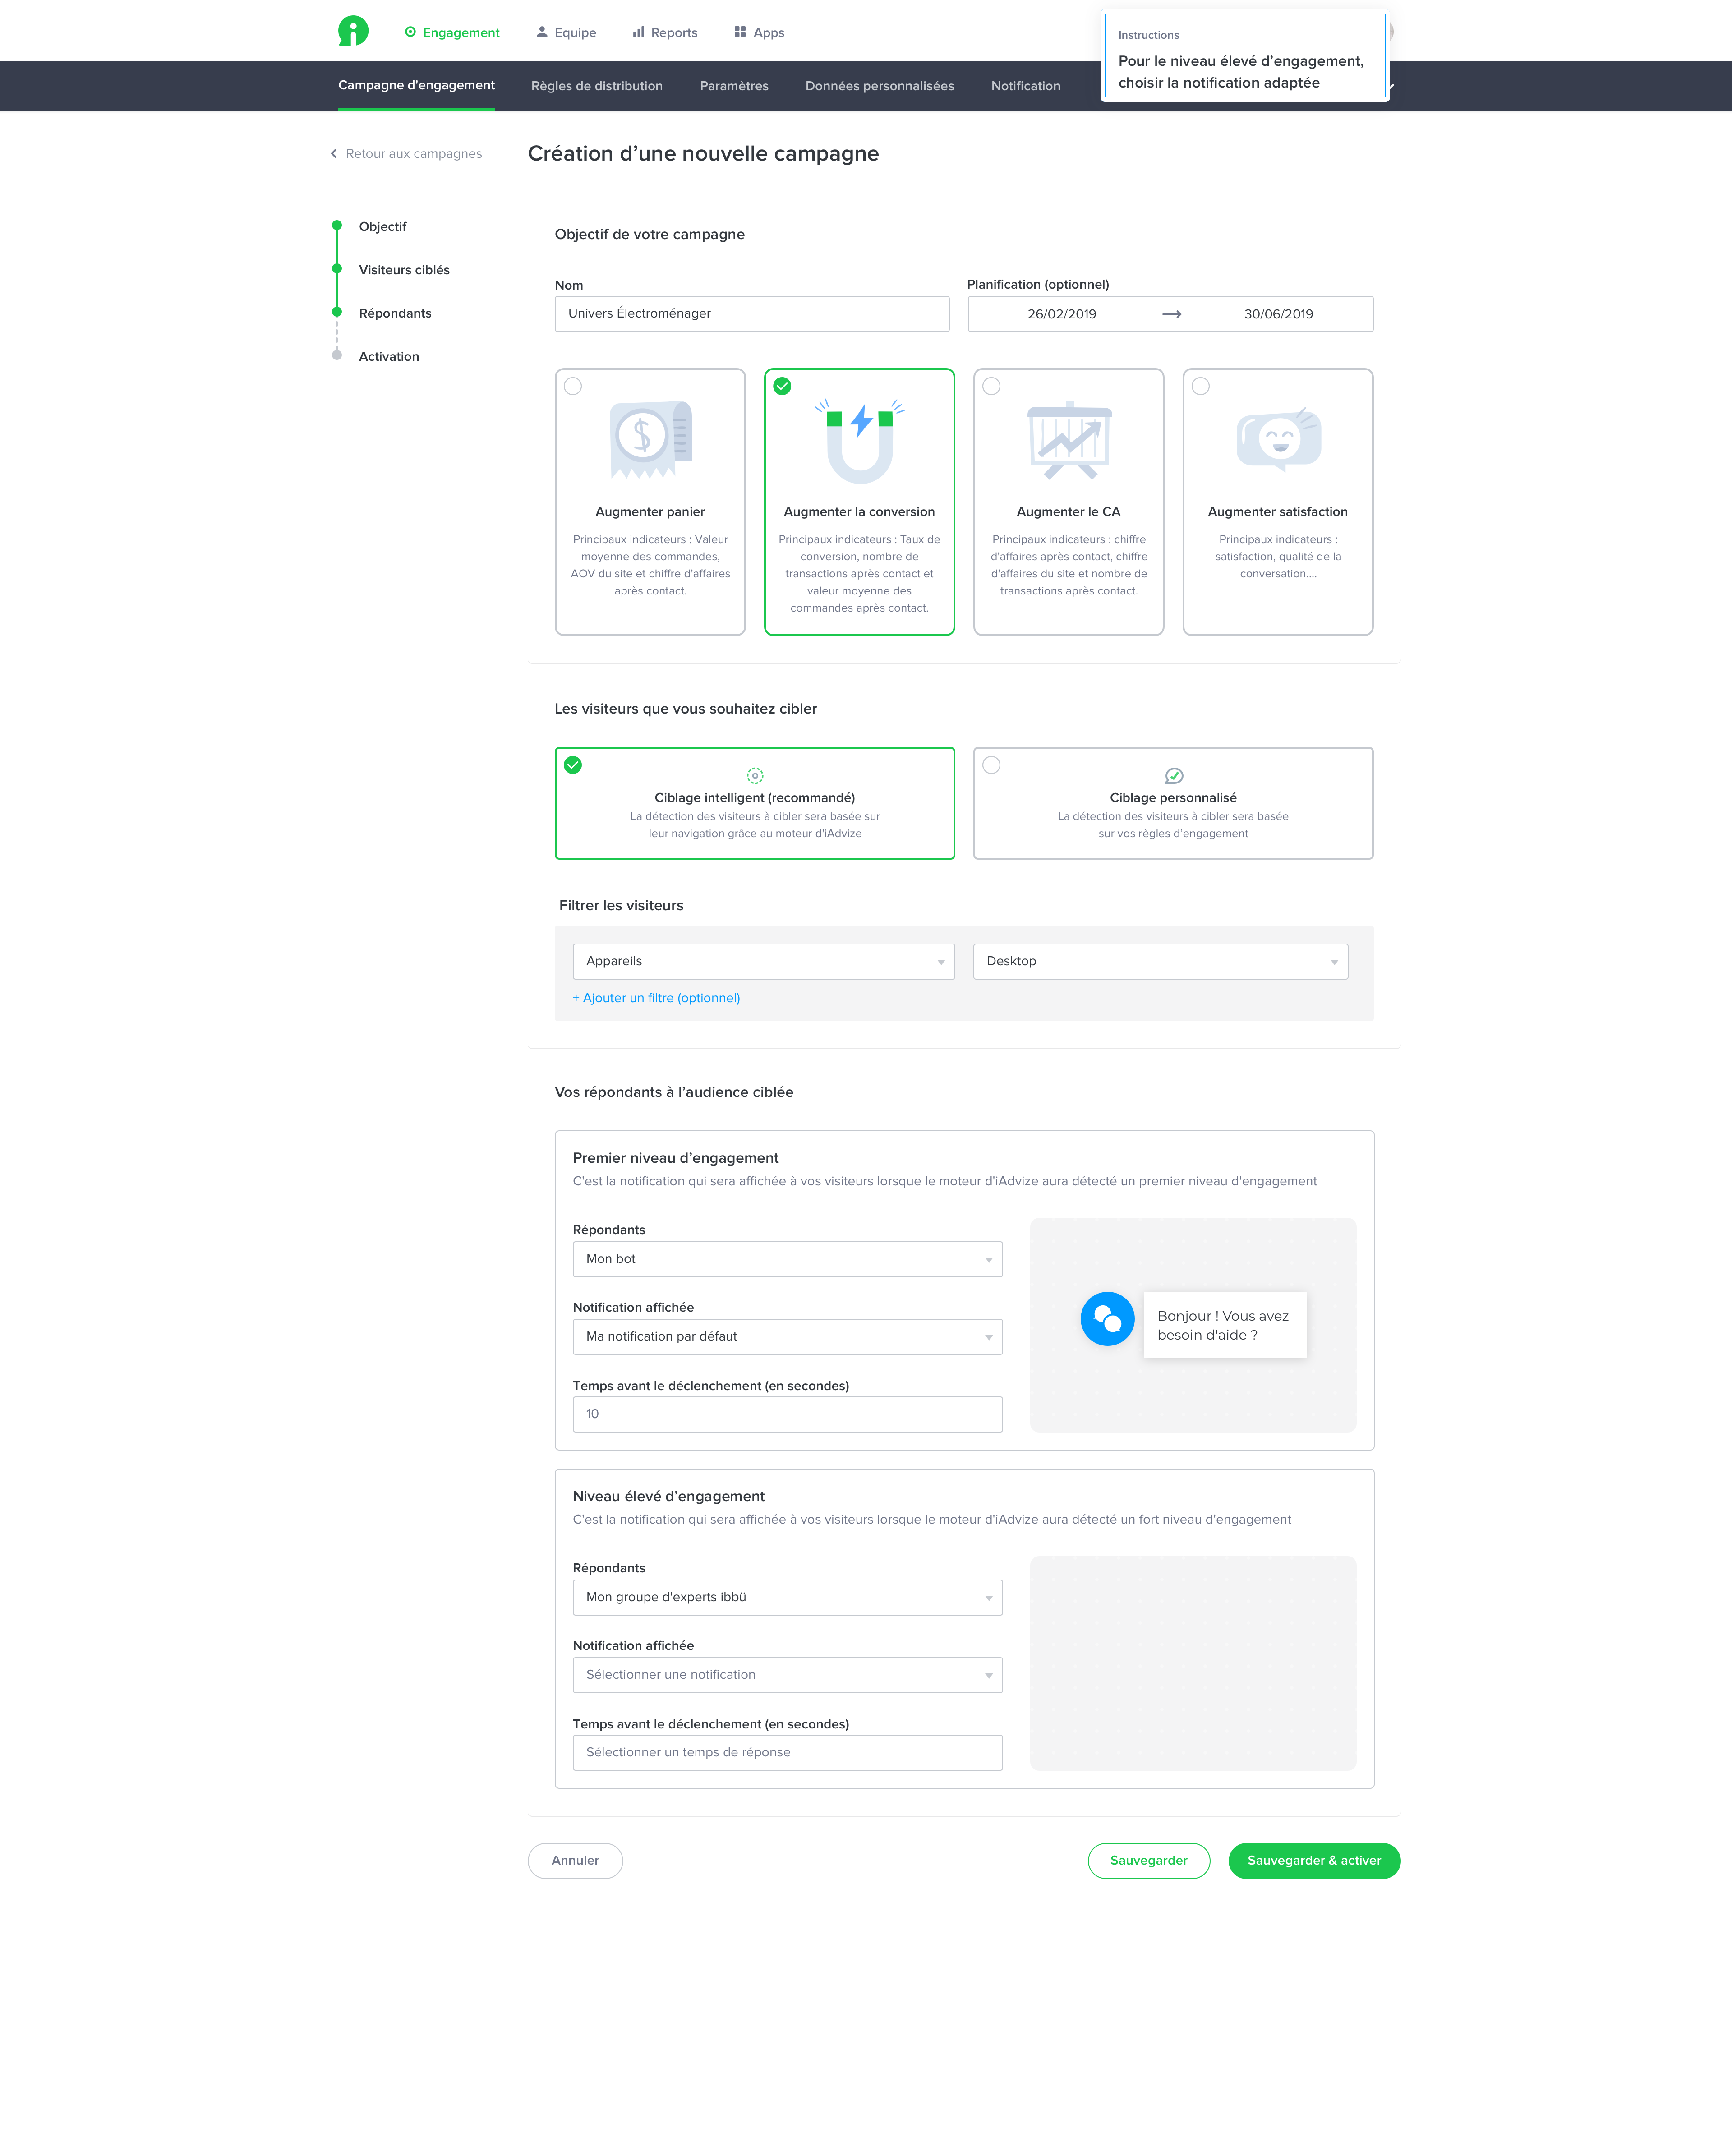 Engagement
Equipe
Reports
Apps
Instructions
Pour le niveau élevé d’engagement,
choisir la notification adaptée
Campagne d'engagement
Règles de distribution
Paramètres
Données personnalisées
Notification
Retour aux campagnes
Création d’une nouvelle campagne
Objectif
Visiteurs ciblés
Répondants
Activation
Objectif de votre campagne
Nom
Planification (optionnel)
Univers Électroménager
26/02/2019
30/06/2019
Augmenter panier
Principaux indicateurs : Valeur
moyenne des commandes,
AOV du site et chiffre d'affaires
après contact.
Augmenter la conversion
Principaux indicateurs : Taux de
conversion, nombre de
transactions après contact et
valeur moyenne des
commandes après contact.
Augmenter le CA
Principaux indicateurs : chiffre
d'affaires après contact, chiffre
d'affaires du site et nombre de
transactions après contact.
Augmenter satisfaction
Principaux indicateurs :
satisfaction, qualité de la
conversation....
Les visiteurs que vous souhaitez cibler
Ciblage intelligent (recommandé)
La détection des visiteurs à cibler sera basée sur
leur navigation grâce au moteur d'iAdvize
Ciblage personnalisé
La détection des visiteurs à cibler sera basée
sur vos règles d’engagement
Filtrer les visiteurs
Appareils
Desktop
+ Ajouter un filtre (optionnel)
Vos répondants à l’audience ciblée
Premier niveau d’engagement
C'est la notification qui sera affichée à vos visiteurs lorsque le moteur d'iAdvize aura détecté un premier niveau d'engagement
Répondants
Mon bot
Notification affichée
Ma notification par défaut
Temps avant le déclenchement (en secondes)
10
Bonjour ! Vous avez
besoin d'aide ?
Niveau élevé d’engagement
C'est la notification qui sera affichée à vos visiteurs lorsque le moteur d'iAdvize aura détecté un fort niveau d'engagement
Répondants
Mon groupe d'experts ibbü
Notification affichée
Sélectionner une notification
Temps avant le déclenchement (en secondes)
Sélectionner un temps de réponse
Annuler
Sauvegarder
Sauvegarder & activer